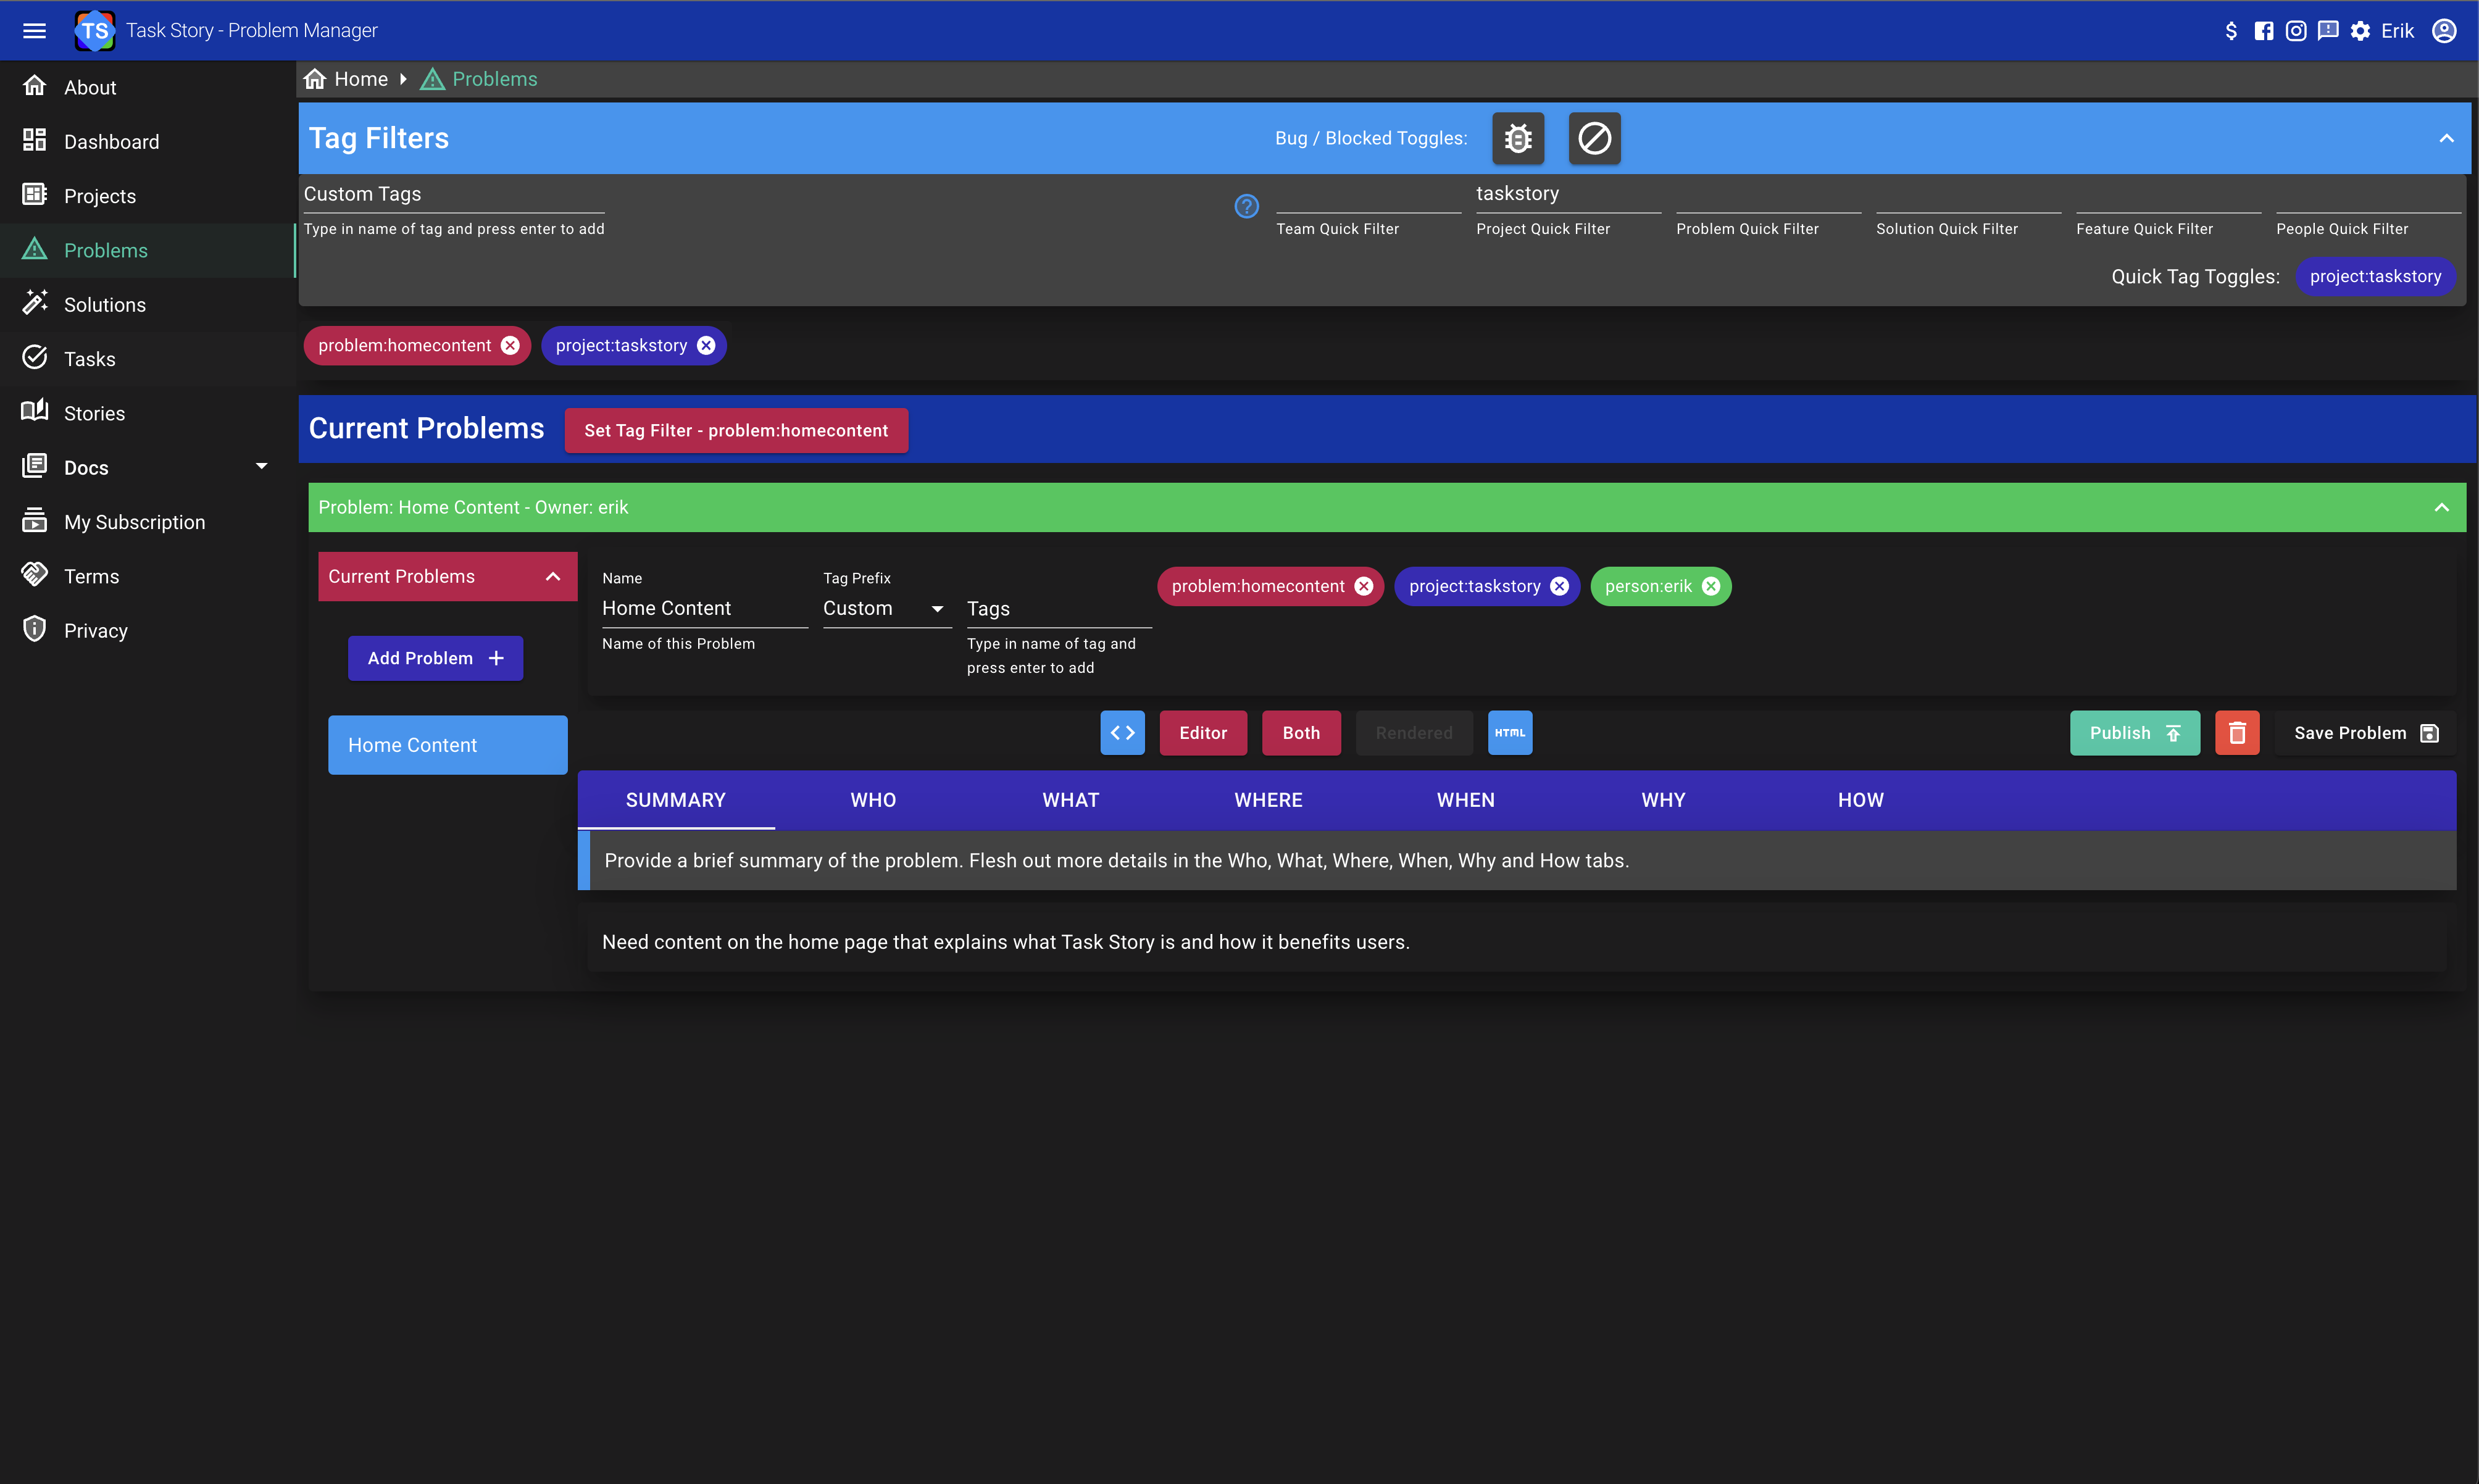 TS Task Story - Problem Manager
Erik
About
Dashboard
Projects
Problems
Solutions
Tasks
Stories
Docs
My Subscription
Terms
Privacy
Home Problems
Tag Filters
Bug / Blocked Toggles:
Custom Tags
Type in name of tag and press enter to add
Team Quick Filter
taskstory
Project Quick Filter
Problem Quick Filter
Solution Quick Filter
Feature Quick Filter
People Quick Filter
Quick Tag Toggles: project:taskstory
problem:homecontent project:taskstory
Current Problems Set Tag Filter - problem:homecontent
Problem: Home Content - Owner: erik
Current Problems
Add Problem
Home Content
Name
Home Content
Name of this Problem
Tag Prefix
Custom
Tags
Type in name of tag and
press enter to add
problem:homecontent project:taskstory person:erik
Editor Both Rendered HTML Publish Save Problem
SUMMARY WHO WHAT WHERE WHEN WHY HOW
Provide a brief summary of the problem. Flesh out more details in the Who, What, Where, When, Why and How tabs.
Need content on the home page that explains what Task Story is and how it benefits users.